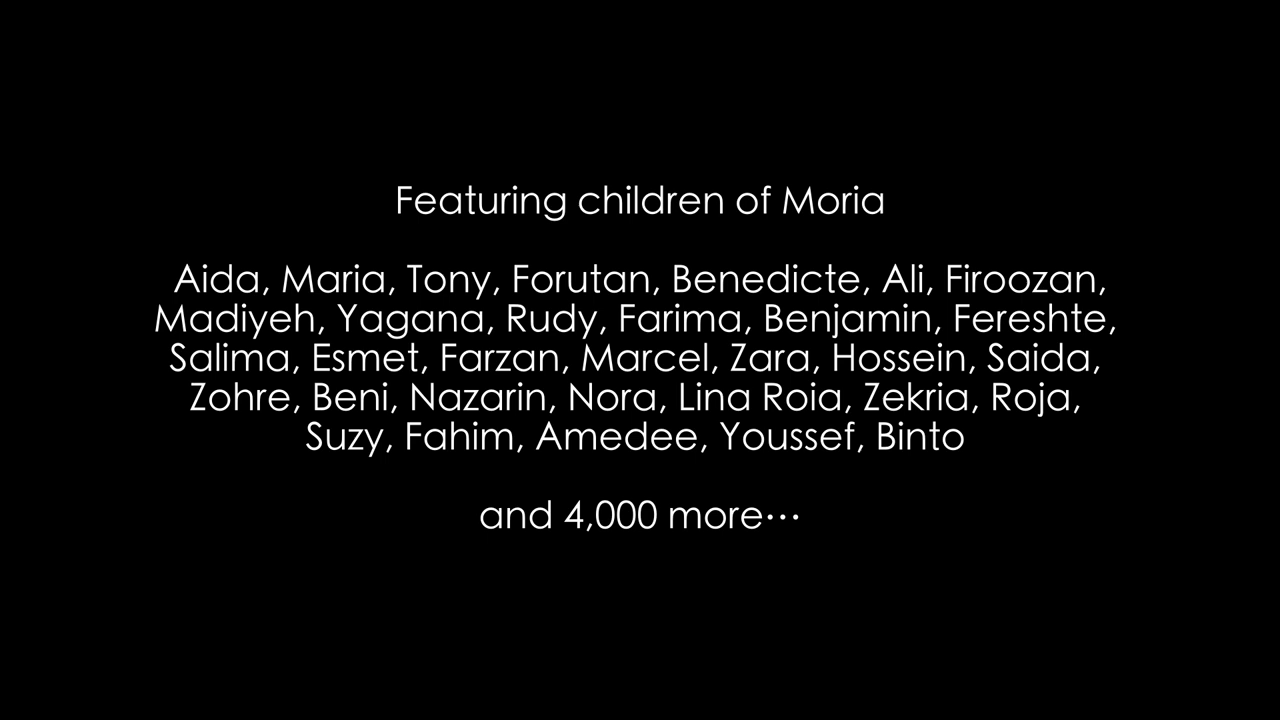 Featuring children of Moria
Aida, Maria, Tony, Forutan, Benedicte, Ali, Firoozan,
Madiyeh, Yagana, Rudy, Farima, Benjamin, Fereshte,
Salima, Esmet, Farzan, Marcel, Zara, Hossein, Saida,
Zohre, Beni, Nazarin, Nora, Lina Roia, Zekria, Roja,
Suzy, Fahim, Amedee, Youssef, Binto
and 4,000 more⋯